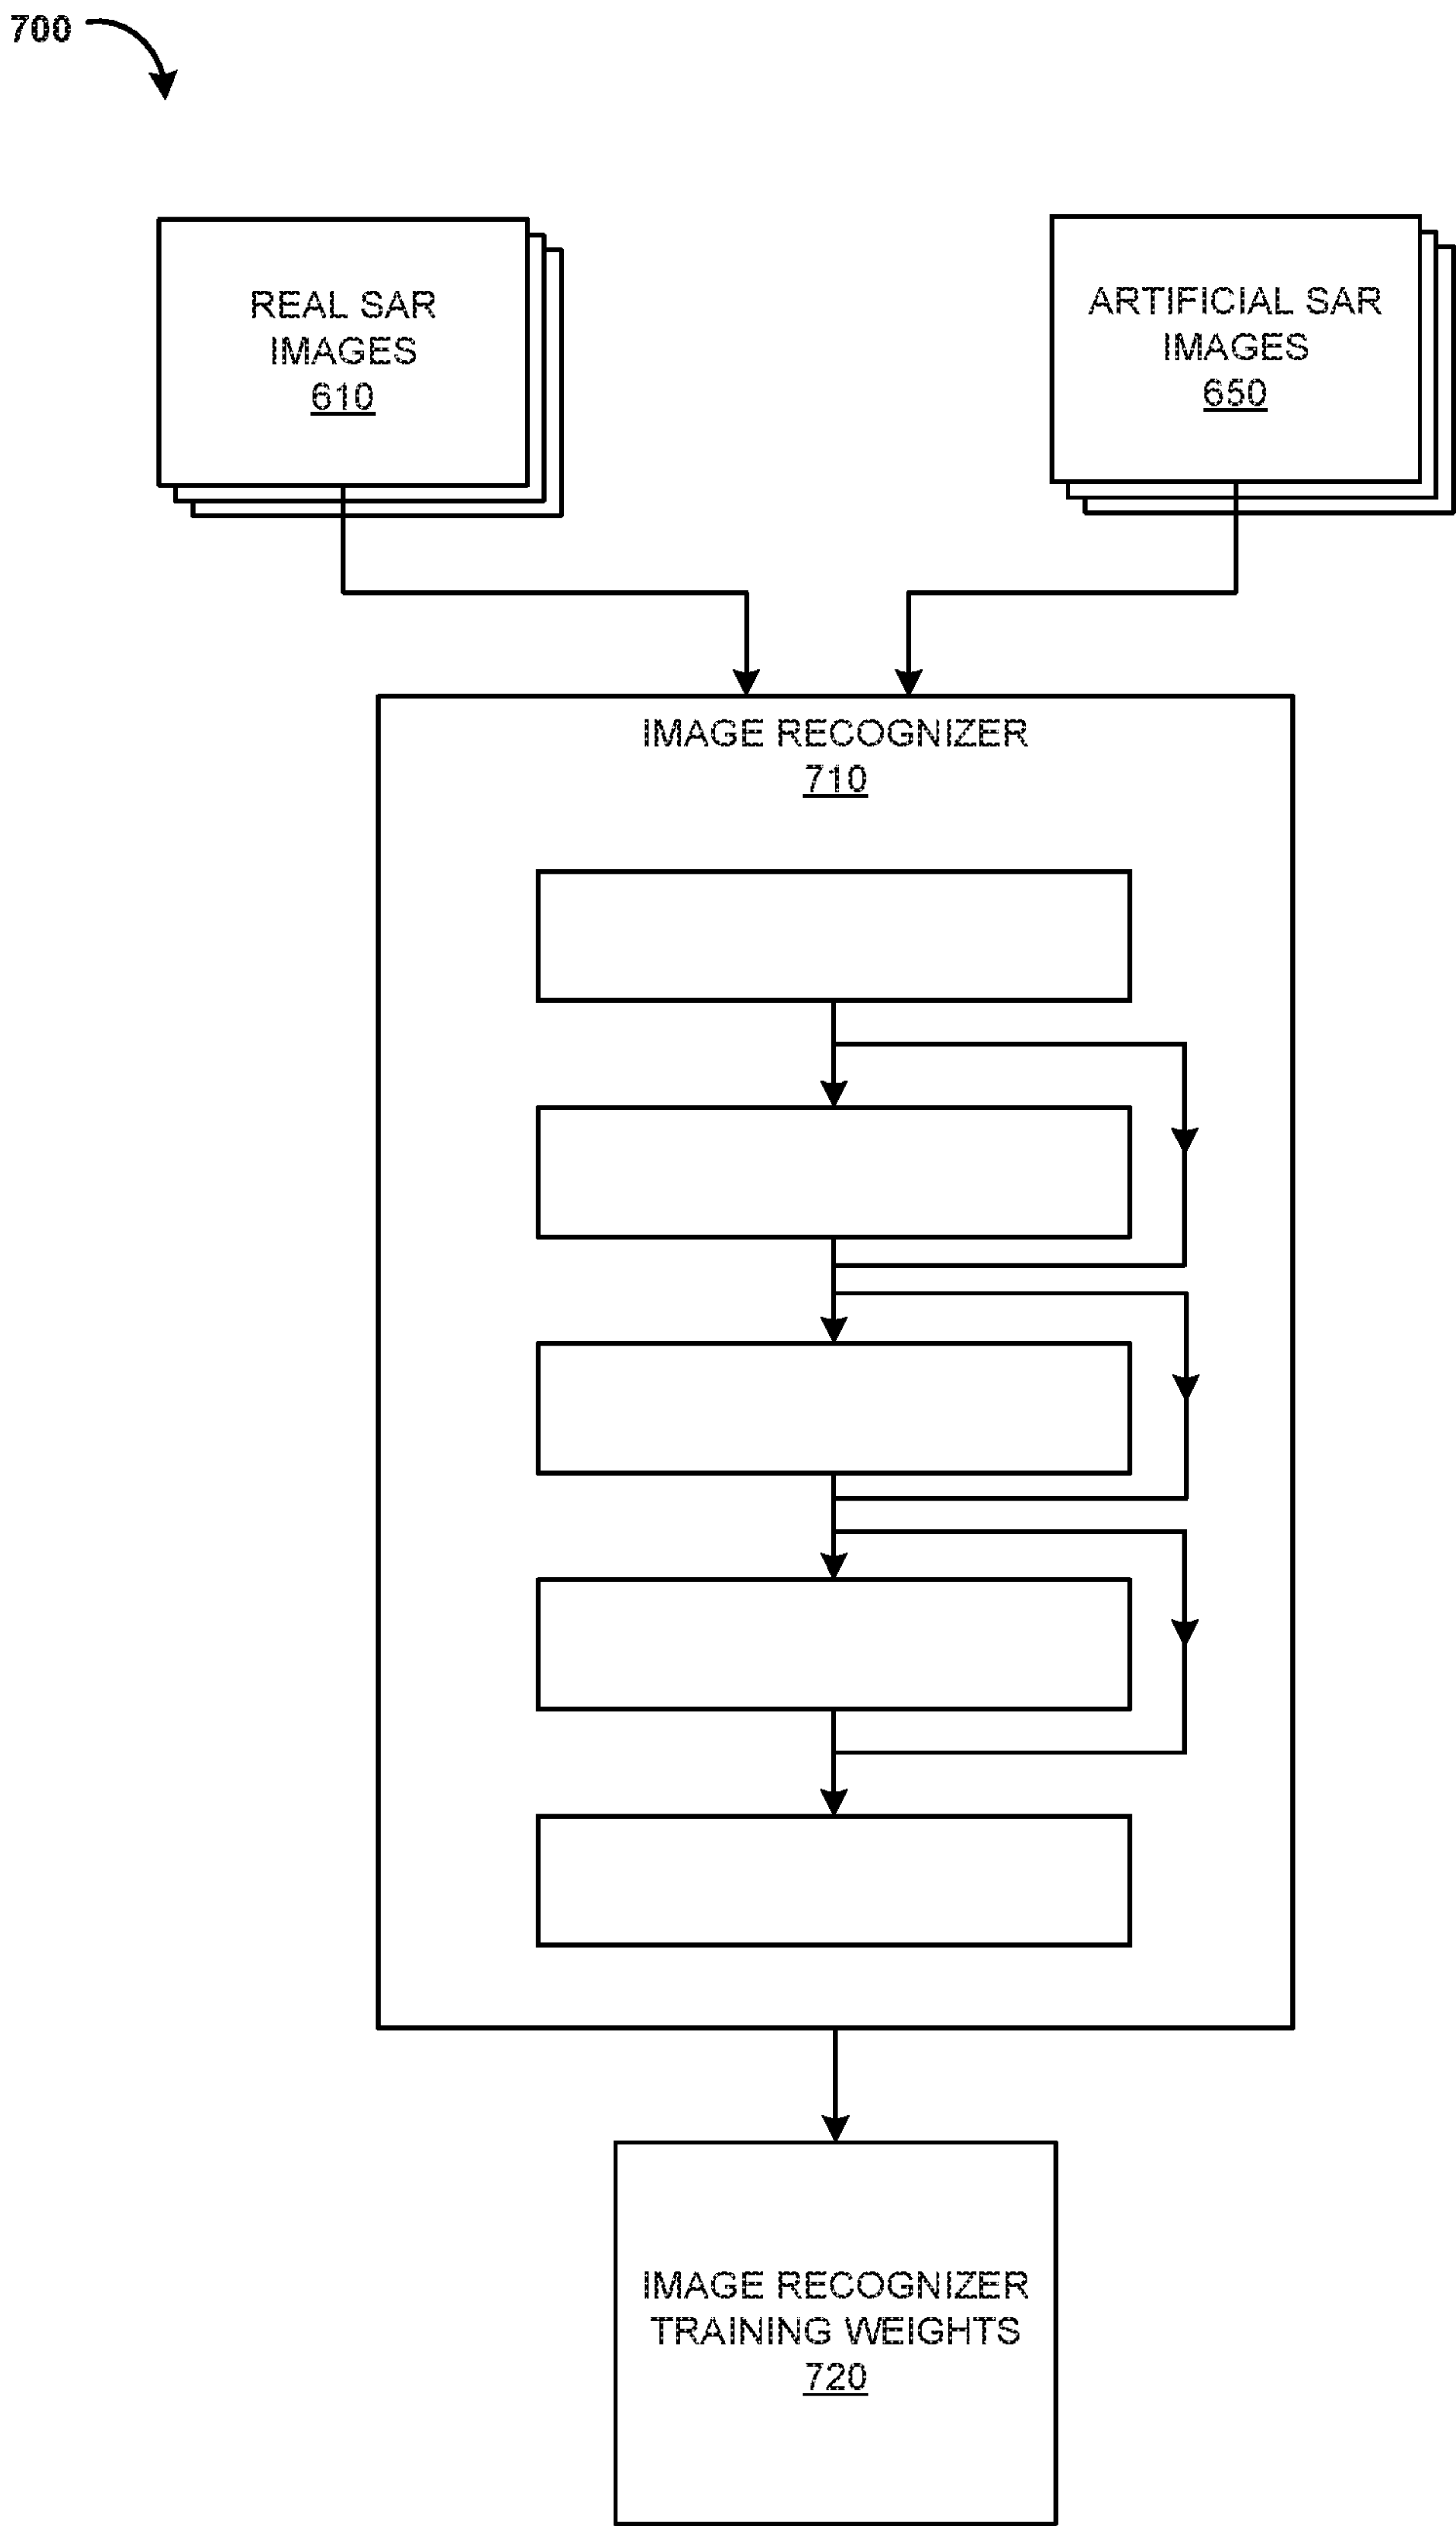 700
REAL SAR
IMAGES
610
ARTIFICIAL SAR
IMAGES
650
IMAGE RECOGNIZER
710
IMAGE RECOGNIZER
TRAINING WEIGHTS
720